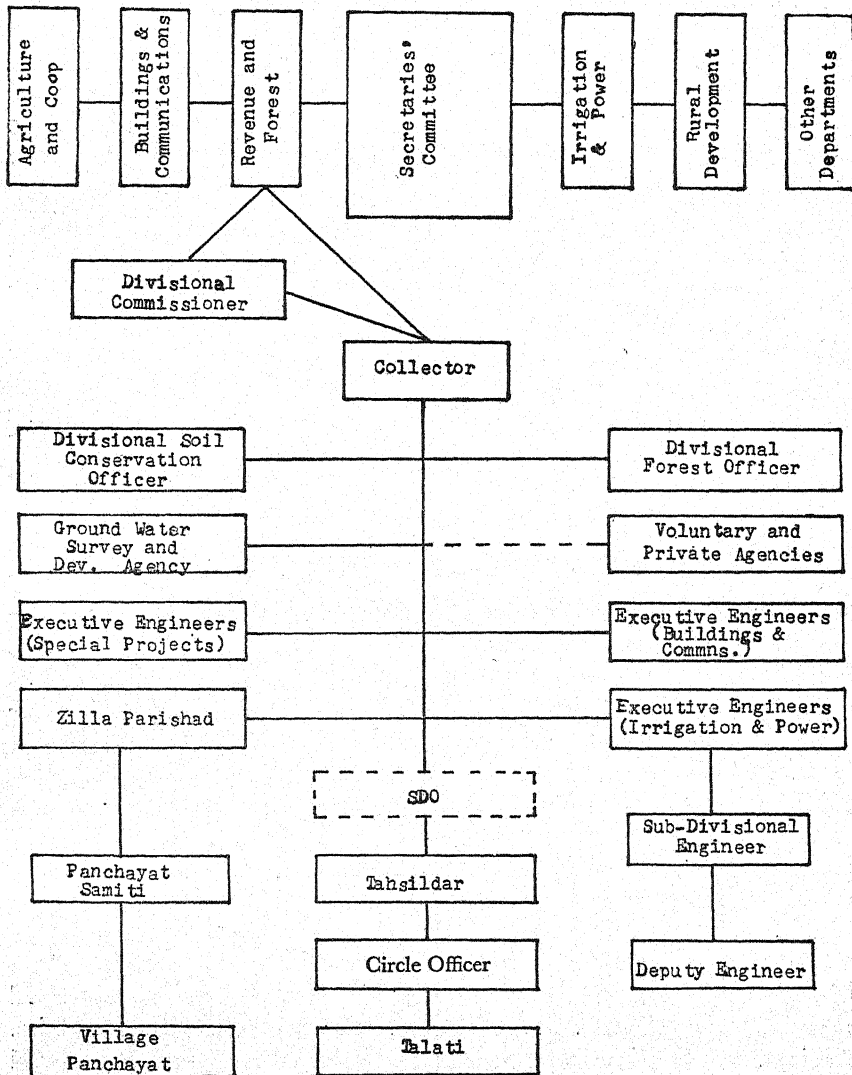 Agriculture
and Coop
Buildings &
Communications
Revenue and
Forest
Secretaries'
Committee
Irrigation
& Power
Rural
Development
Other
Departments
Divisional
Commissioner
Collector
Divisional Soil
Conservation
Officer
Divisional
Forest Officer
Ground Water
Survey and
Dev. Agency
Voluntary and
Private Agencies
Executive Engineers
(Special Projects)
Executive Engineers
(Buildings &
Commns.)
Zilla Parishad
Executive Engineers
(Irrigation & Power)
SDO
Sub-Divisional
Engineer
Panchayat
Samiti
Tahsildar
Circle Officer
Deputy Engineer
Village
Panchayat
Talati